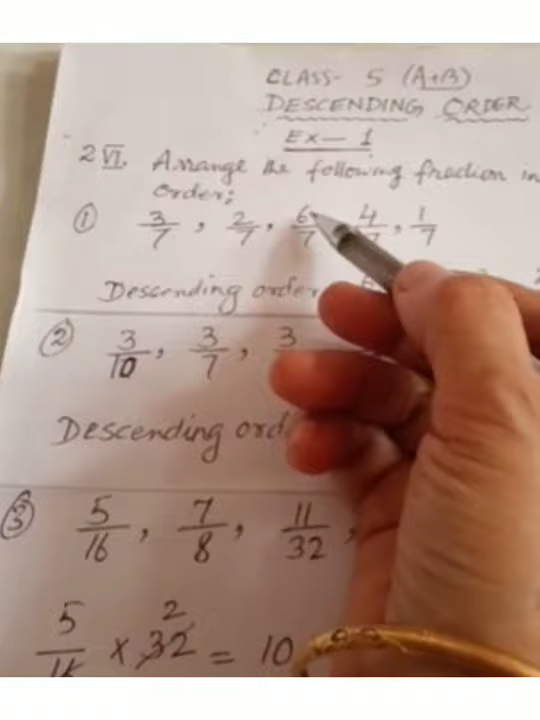 CLASS- 5 (A+B)
DESCENDING ORDER
Ex- 1
2 VI. Arrange the following fraction in
order;
① 3/7, 2/7, 6/7, 4/7, 1/7
Descending order
② 3/10, 3/7, 3
Descending ord
③ 5/16, 7/8, 11/32,
5/16 × 32 2 = 10